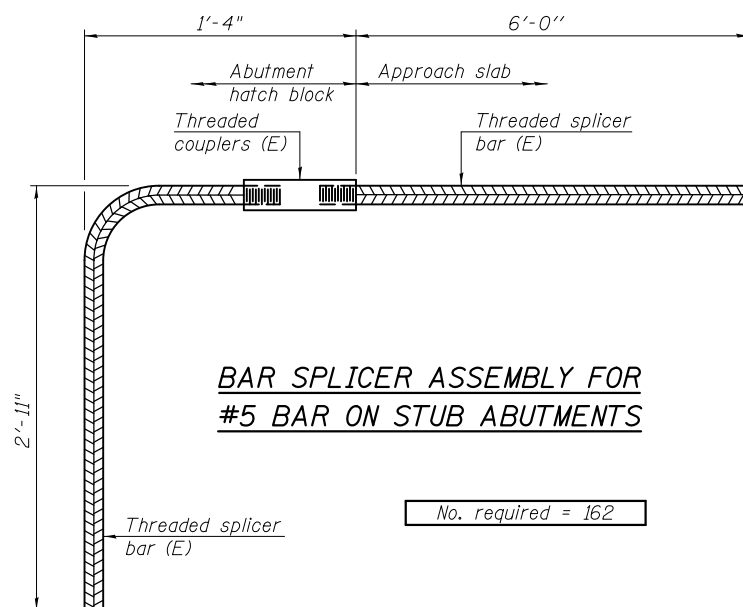 1'-4"
6'-0"
Abutment
hatch block
Approach slab
Threaded
couplers (E)
Threaded splicer
bar (E)
2'-11"
BAR SPLICER ASSEMBLY FOR
#5 BAR ON STUB ABUTMENTS
No. required = 162
Threaded splicer
bar (E)